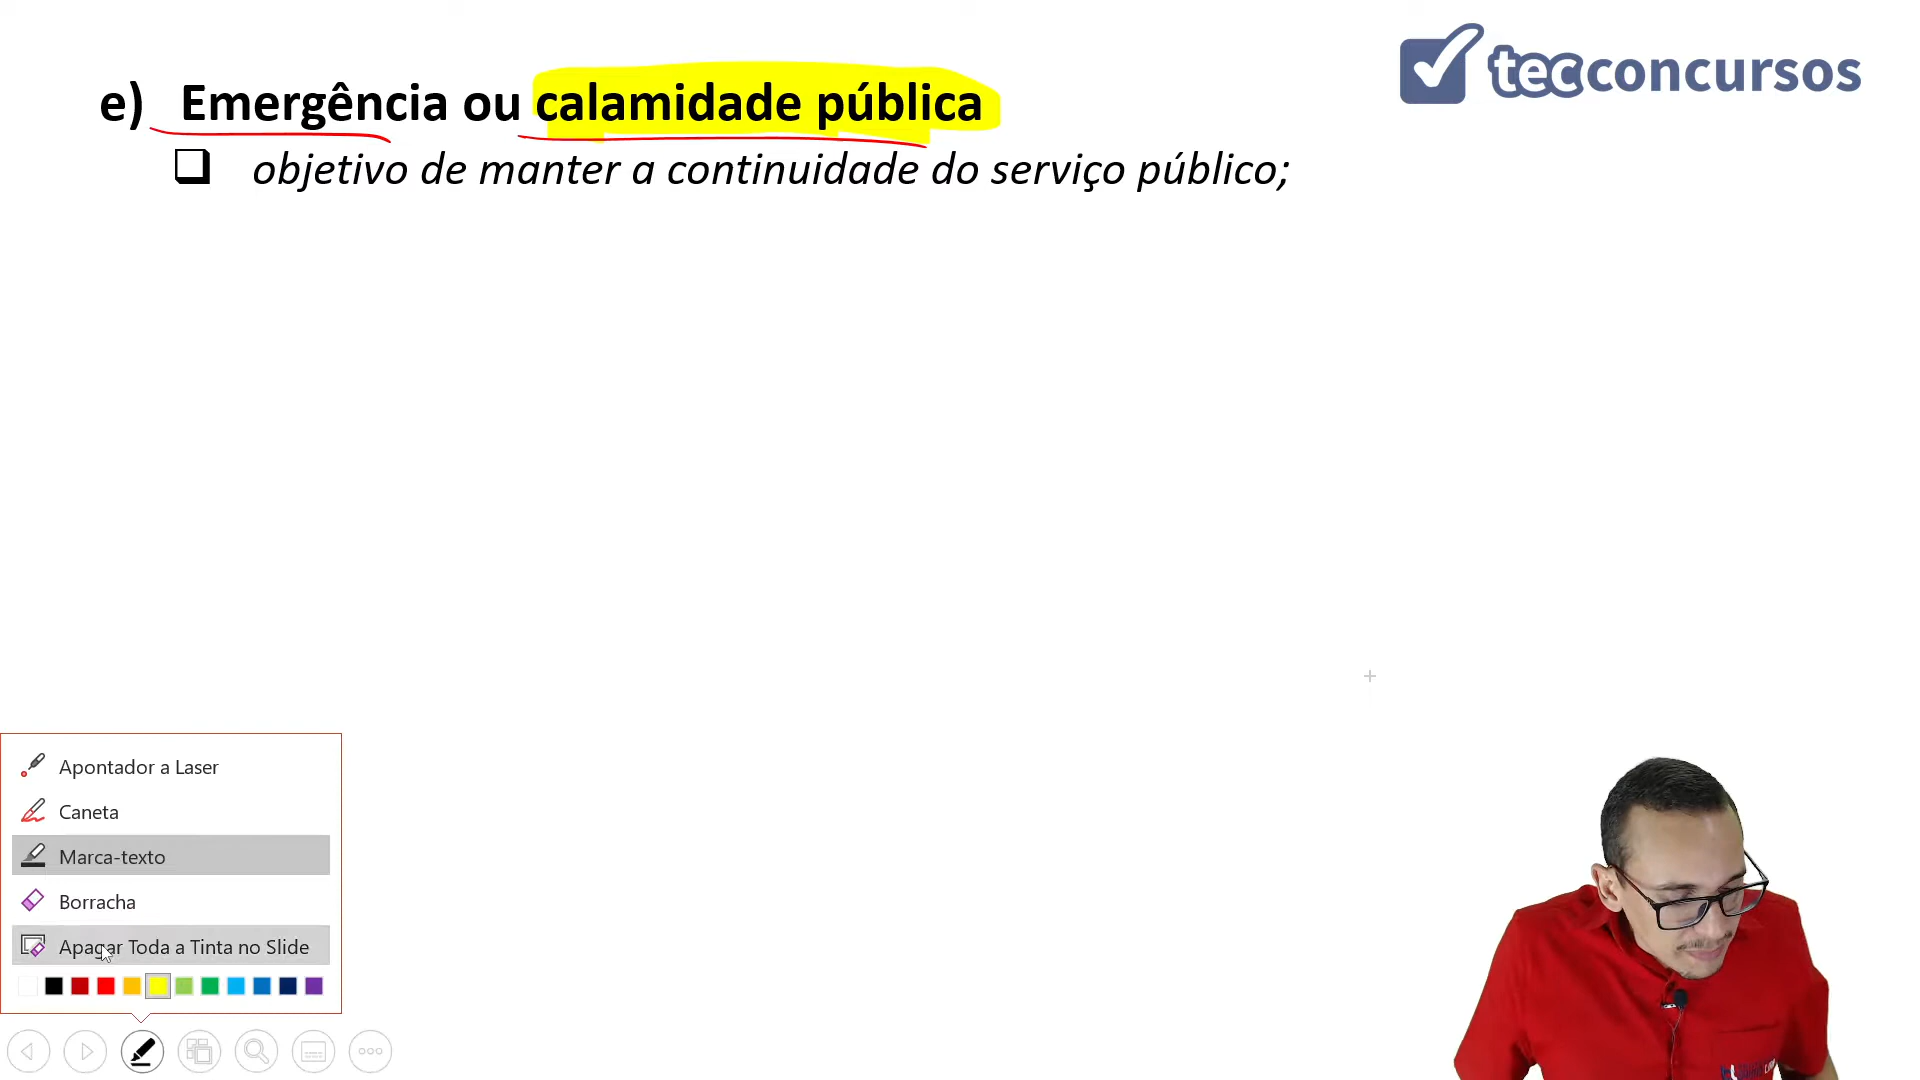 tecconcursos
e) Emergência ou calamidade pública
❑ objetivo de manter a continuidade do serviço público;
Apontador a Laser
Caneta
Marca-texto
Borracha
Apagar Toda a Tinta no Slide